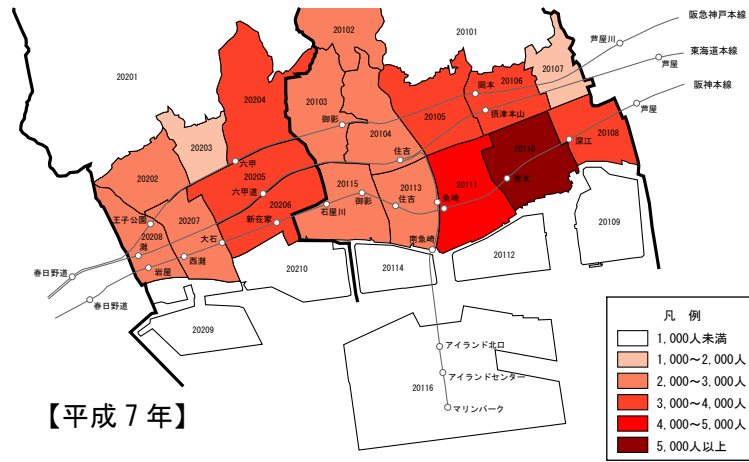 阪急神戸本線
20102
20101
芦屋川
東海道本線
20201
20107
芦屋
20106
20204
岡本
阪神本線
20103
芦屋
20105
摂津本山
御影
20104
20108
20203
20110
深江
住吉
六甲
20202
20205
六甲道
20115
20113
20111
青木
御影
魚崎
住吉
王子公園
20207
20206
新在家
石屋川
20109
20208
灘
大石
南魚崎
西灘
20112
岩屋
20210
20114
春日野道
春日野道
20209
凡 例
1,000人未満
1,000～2,000人
2,000～3,000人
3,000～4,000人
4,000～5,000人
5,000人以上
アイランド北口
アイランドセンター
20116
マリンパーク
【平成７年】